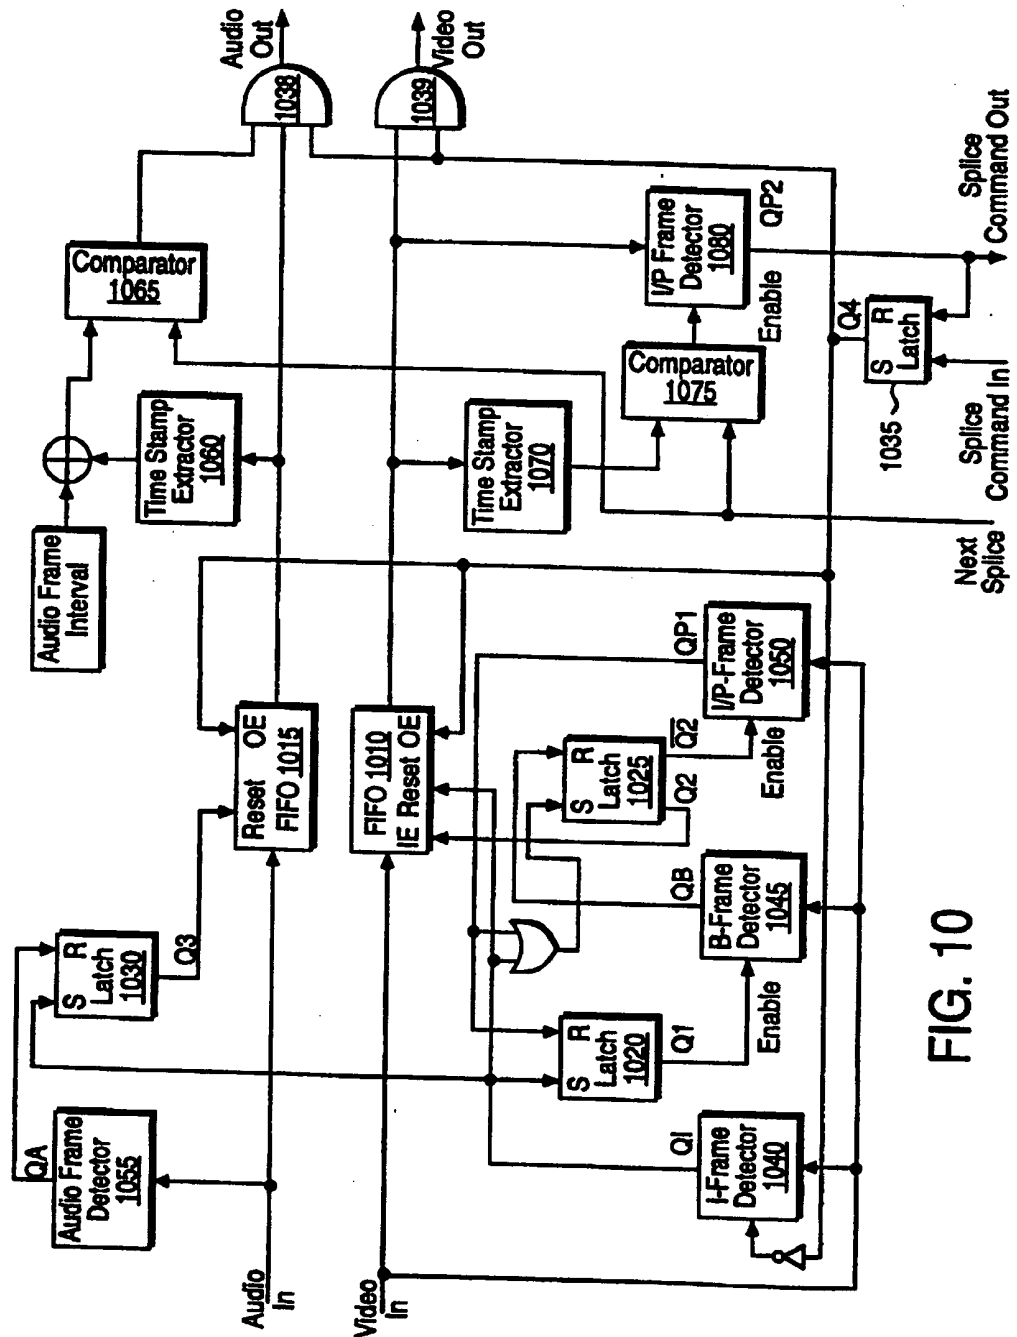 Audio
In
Video
In
QA
Audio Frame
Detector
1055
S R
Latch
1030
Q3
Reset OE
FIFO 1015
FIFO 1010
IE Reset OE
Audio Frame
Interval
Time Stamp
Extractor
1060
Comparator
1065
1038
Audio
Out
1039
Video
Out
Time Stamp
Extractor
1070
Comparator
1075
Enable
I/P Frame
Detector
1080
QP2
QI
I-Frame
Detector
1040
S R
Latch
1020
Q1
Enable
QB
B-Frame
Detector
1045
S R
Latch
1025
Q2
Q̅2
Enable
QP1
I/P-Frame
Detector
1050
Next
Splice
Splice
Command In
1035
Q4
S R
Latch
Splice
Command Out
FIG. 10